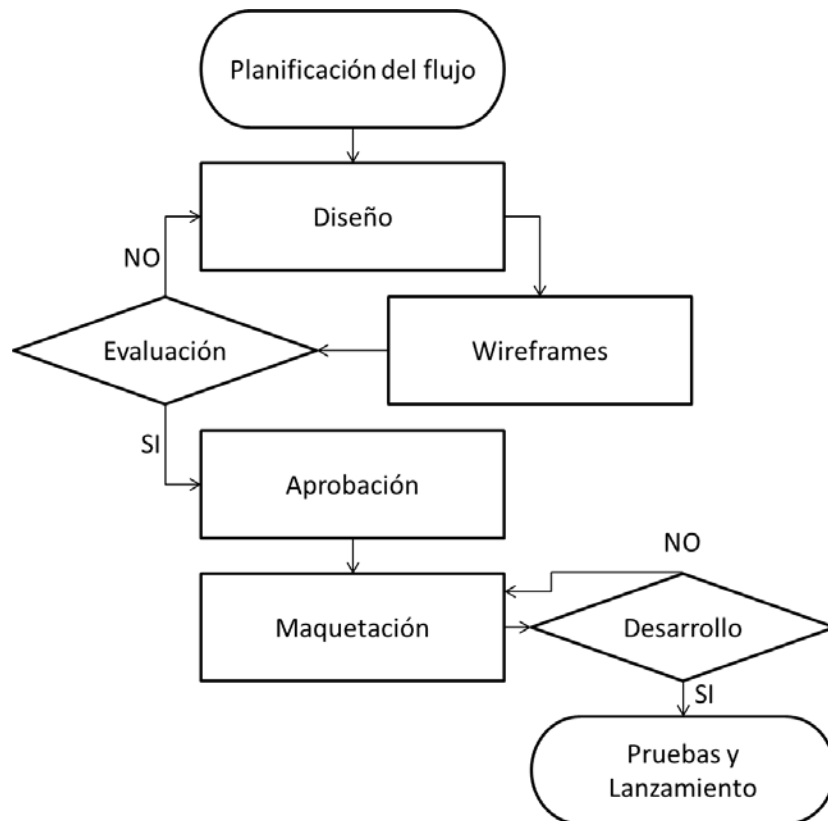 Planificación del flujo
Diseño
NO
Evaluación
Wireframes
SI
Aprobación
NO
Maquetación
Desarrollo
SI
Pruebas y
Lanzamiento